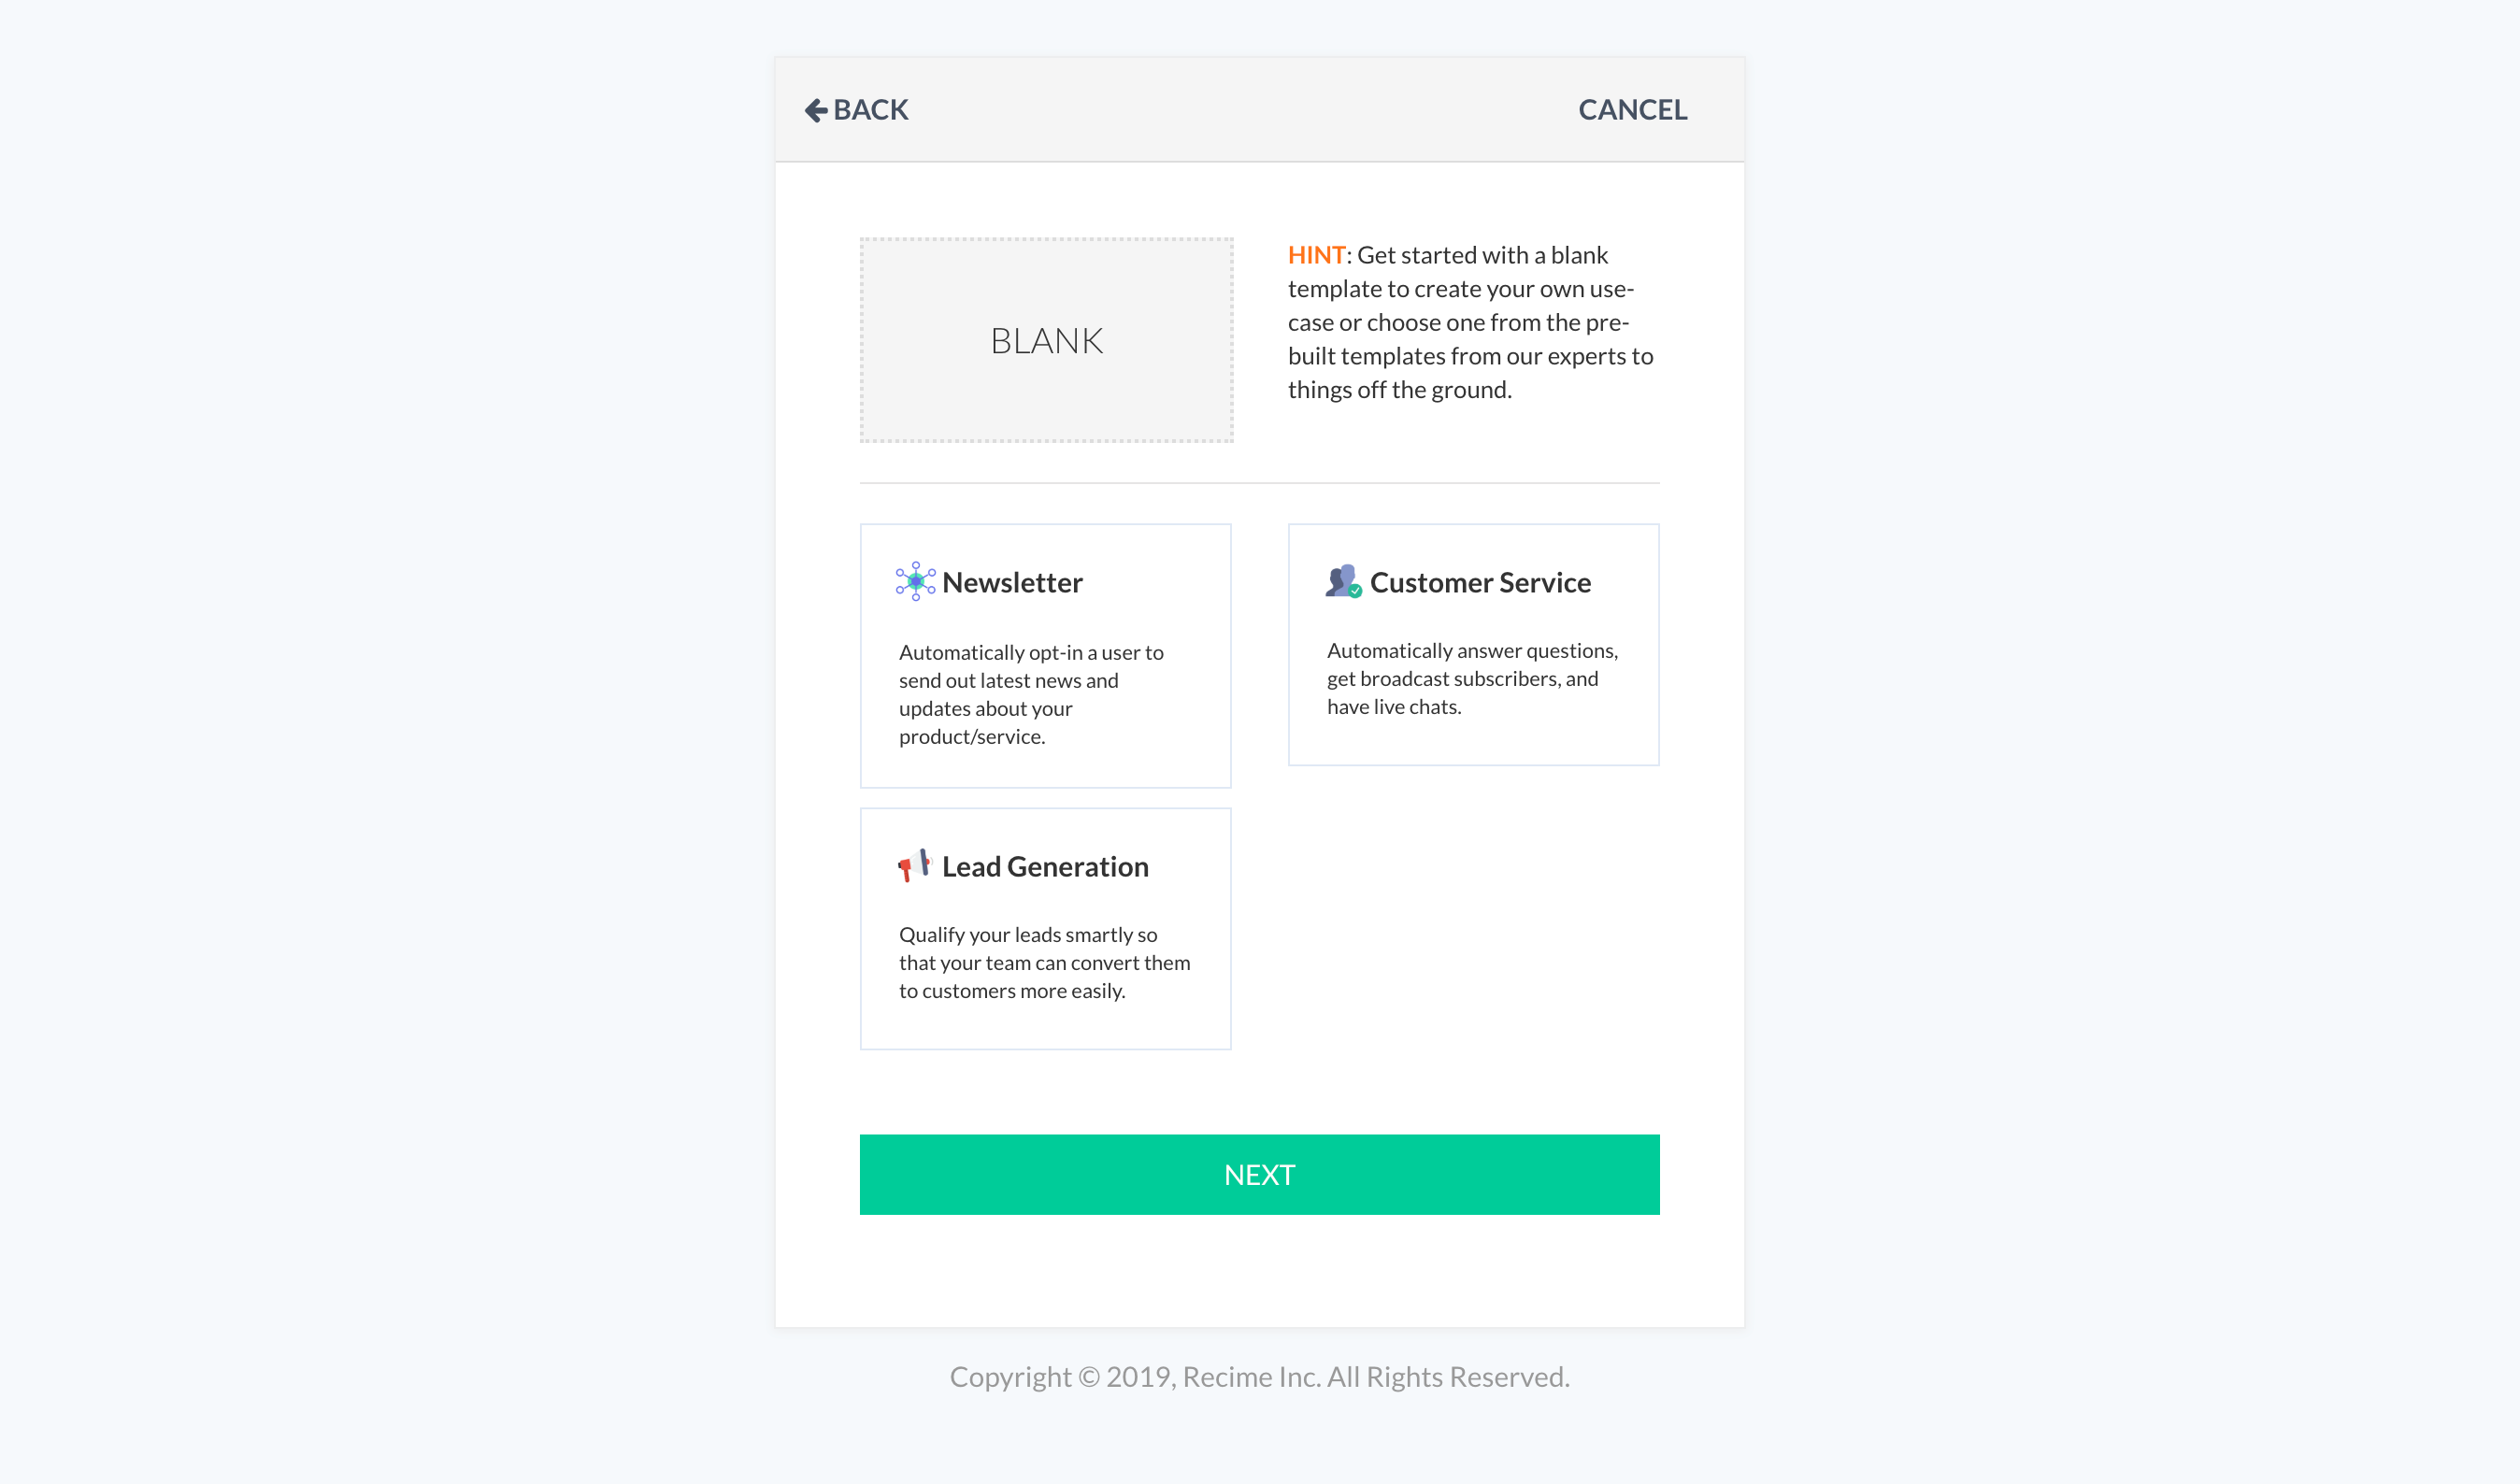 BACK
CANCEL
BLANK
HINT: Get started with a blank
template to create your own use-
case or choose one from the pre-
built templates from our experts to
things off the ground.
Newsletter
Automatically opt-in a user to
send out latest news and
updates about your
product/service.
Customer Service
Automatically answer questions,
get broadcast subscribers, and
have live chats.
Lead Generation
Qualify your leads smartly so
that your team can convert them
to customers more easily.
NEXT
Copyright © 2019, Recime Inc. All Rights Reserved.